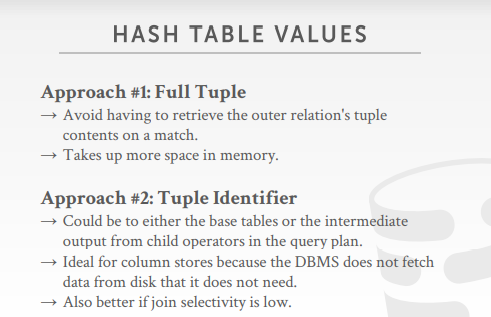 HASH TABLE VALUES
Approach #1: Full Tuple
→ Avoid having to retrieve the outer relation's tuple
contents on a match.
→ Takes up more space in memory.
Approach #2: Tuple Identifier
→ Could be to either the base tables or the intermediate
output from child operators in the query plan.
→ Ideal for column stores because the DBMS does not fetch
data from disk that it does not need.
→ Also better if join selectivity is low.